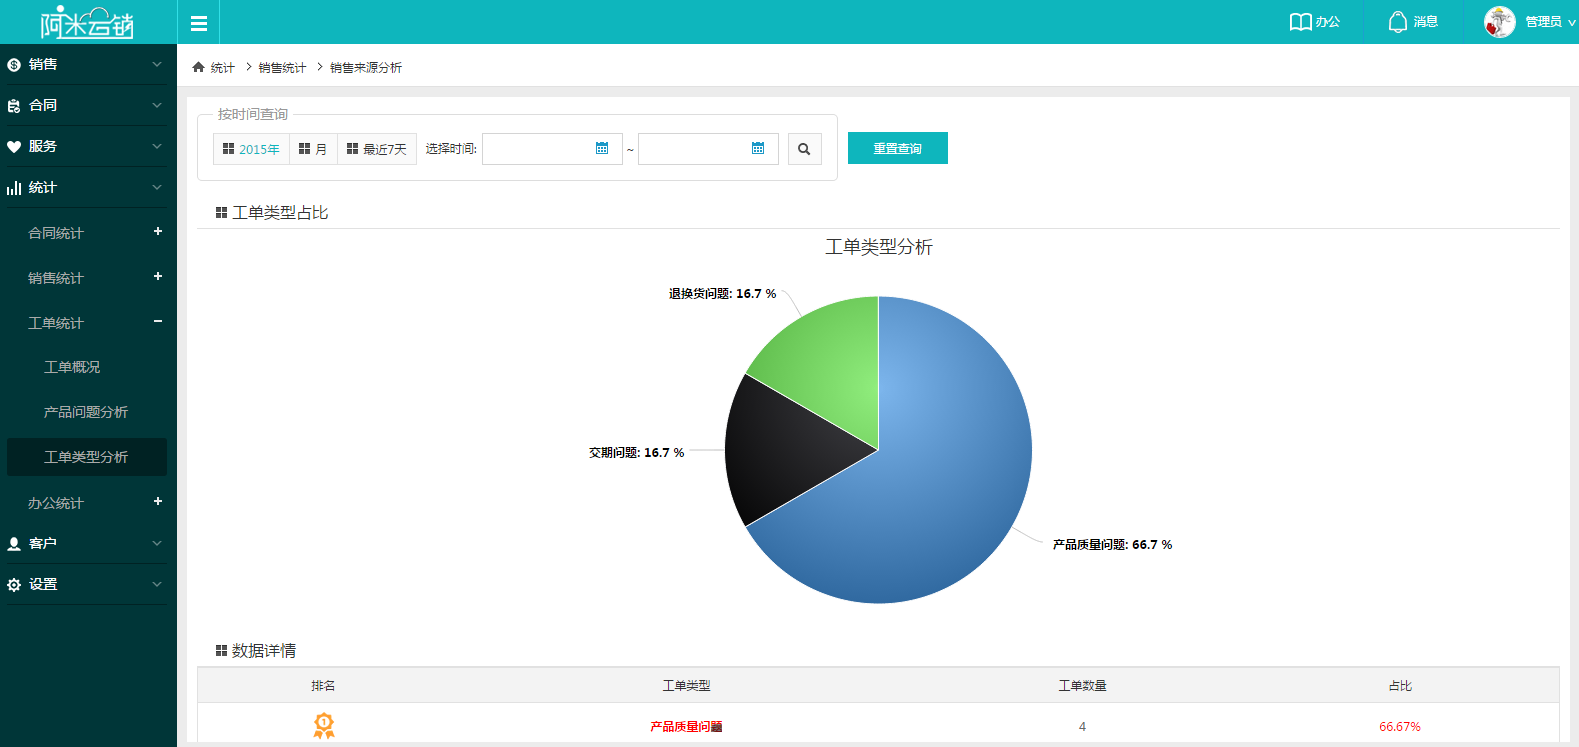 阿米云销
办公
消息
管理员
销售
合同
服务
统计
合同统计
销售统计
工单统计
工单概况
产品问题分析
工单类型分析
办公统计
客户
设置
统计 > 销售统计 > 销售来源分析
按时间查询
2015年 月 最近7天 选择时间: ~
重置查询
工单类型占比
工单类型分析
退换货问题: 16.7 %
交期问题: 16.7 %
产品质量问题: 66.7 %
数据详情
排名 工单类型 工单数量 占比
1 产品质量问题 4 66.67%